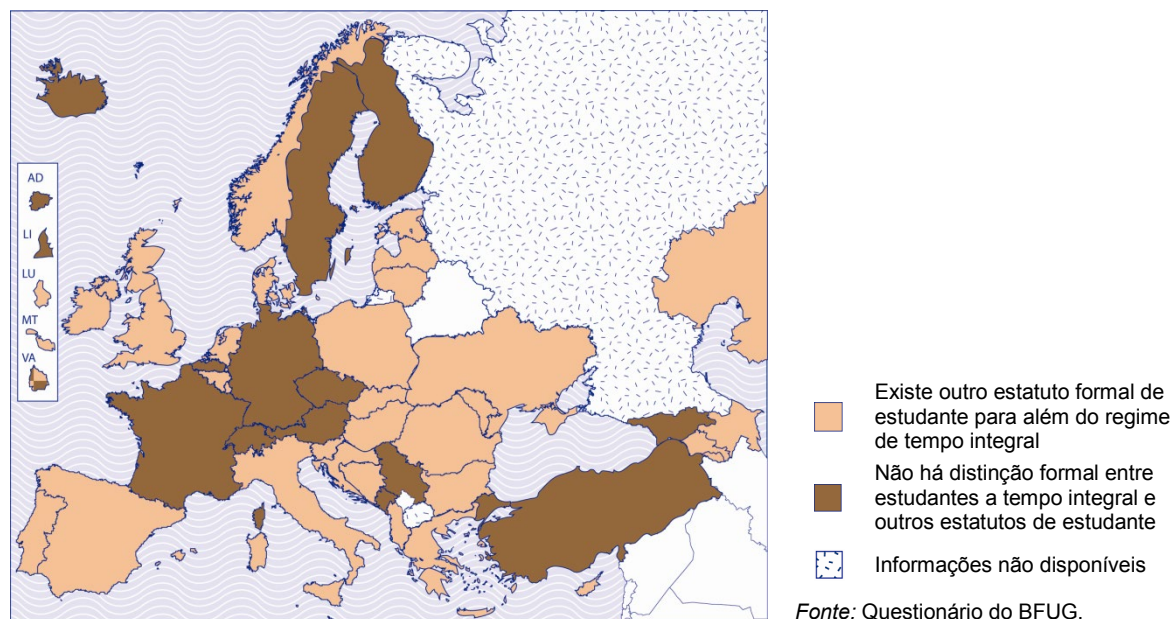 AD
LI
LU
MT
VA
Existe outro estatuto formal de
estudante para além do regime
de tempo integral
Não há distinção formal entre
estudantes a tempo integral e
outros estatutos de estudante
Informações não disponíveis
Fonte: Questionário do BFUG.